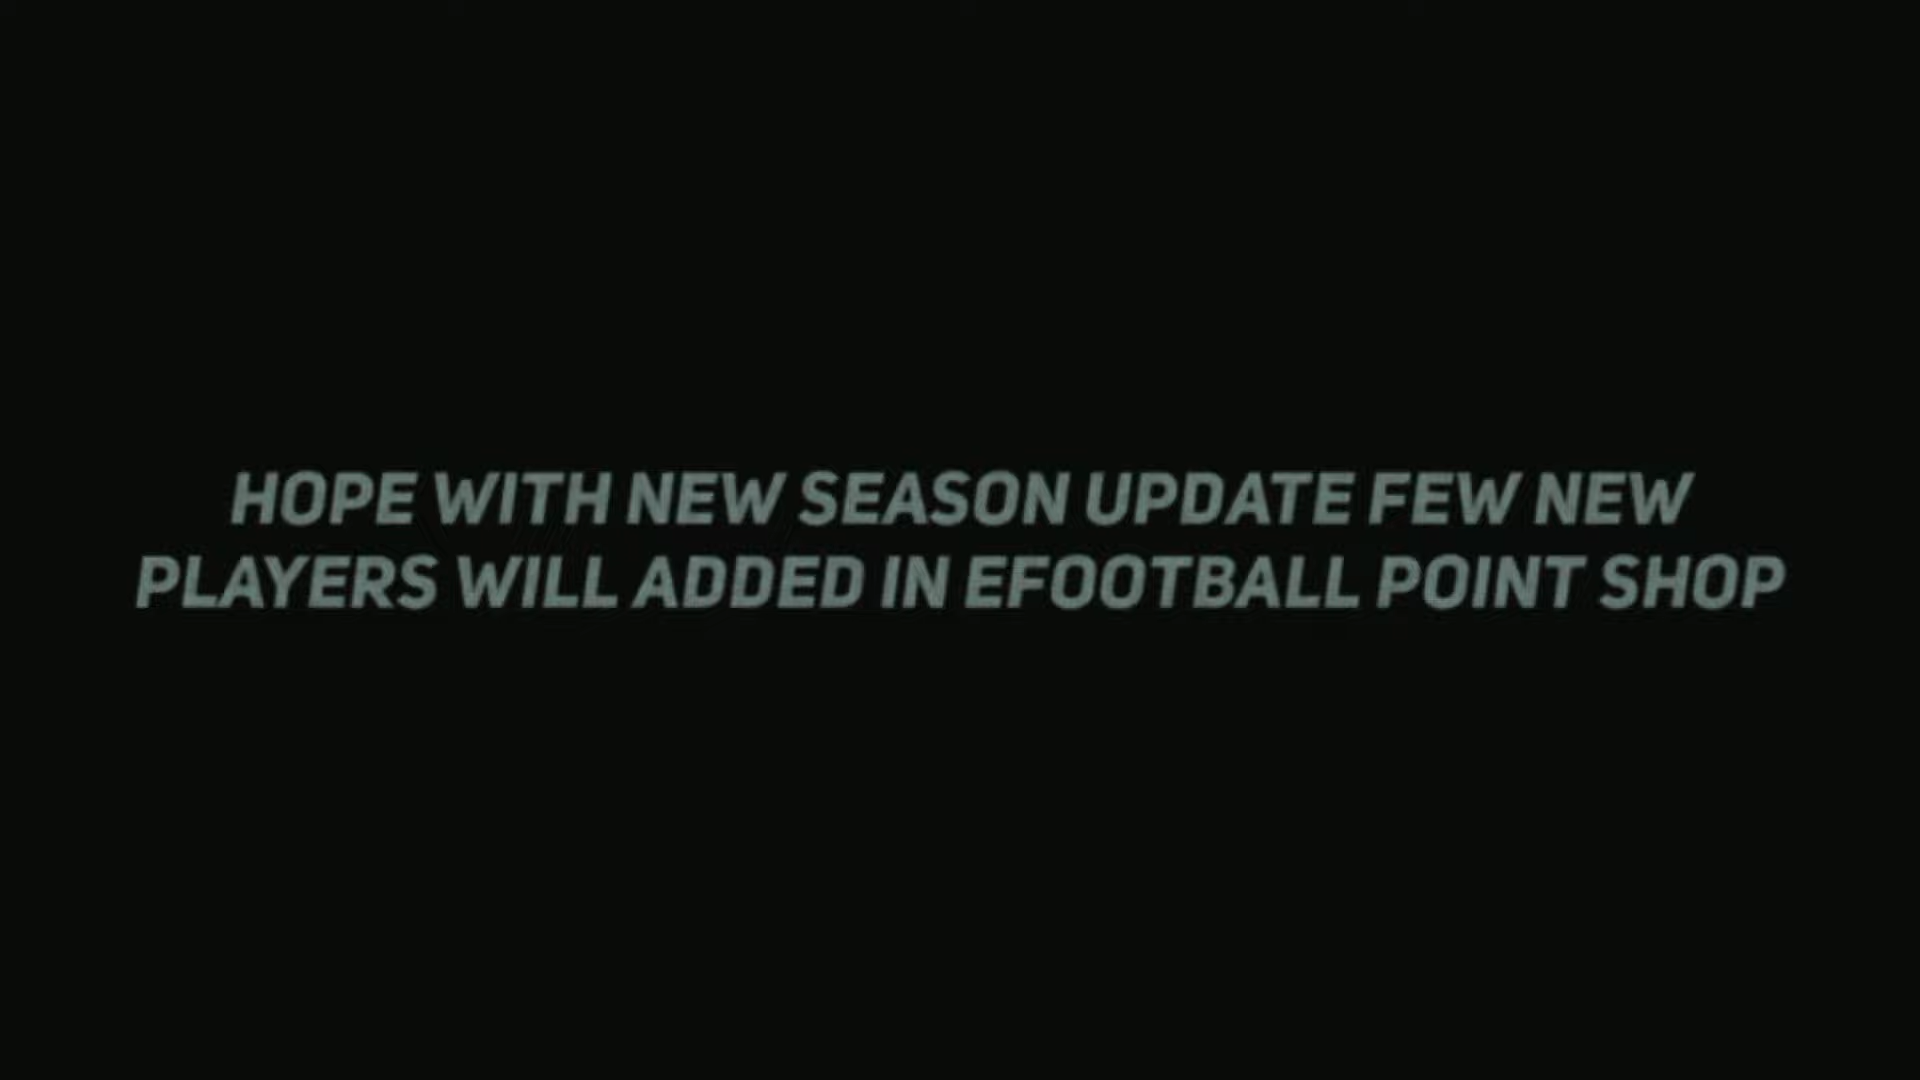 HOPE WITH NEW SEASON UPDATE FEW NEW
PLAYERS WILL ADDED IN EFOOTBALL POINT SHOP